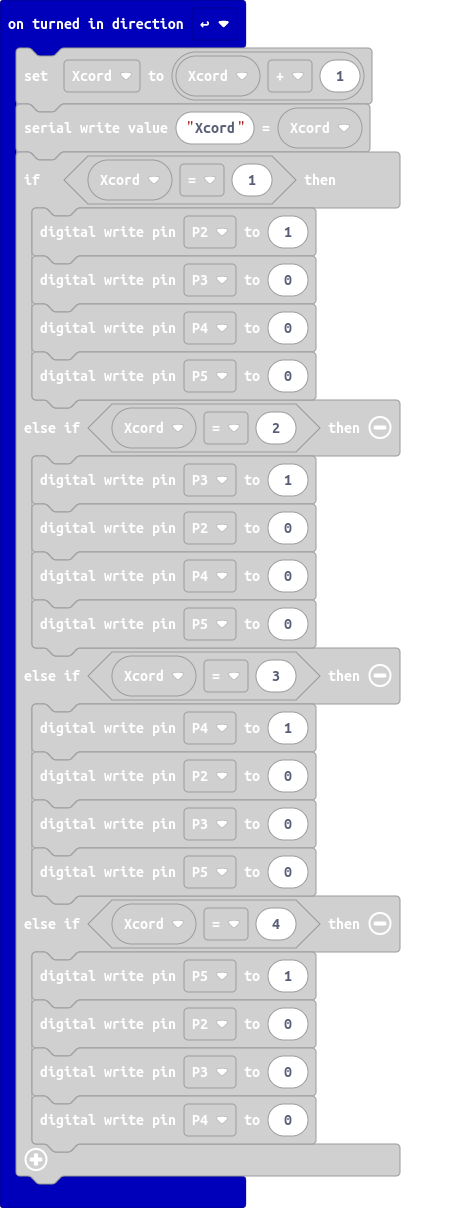 on turned in direction ↩
set Xcord to Xcord + 1
serial write value "Xcord" = Xcord
if Xcord = 1 then
digital write pin P2 to 1
digital write pin P3 to 0
digital write pin P4 to 0
digital write pin P5 to 0
else if Xcord = 2 then
digital write pin P3 to 1
digital write pin P2 to 0
digital write pin P4 to 0
digital write pin P5 to 0
else if Xcord = 3 then
digital write pin P4 to 1
digital write pin P2 to 0
digital write pin P3 to 0
digital write pin P5 to 0
else if Xcord = 4 then
digital write pin P5 to 1
digital write pin P2 to 0
digital write pin P3 to 0
digital write pin P4 to 0